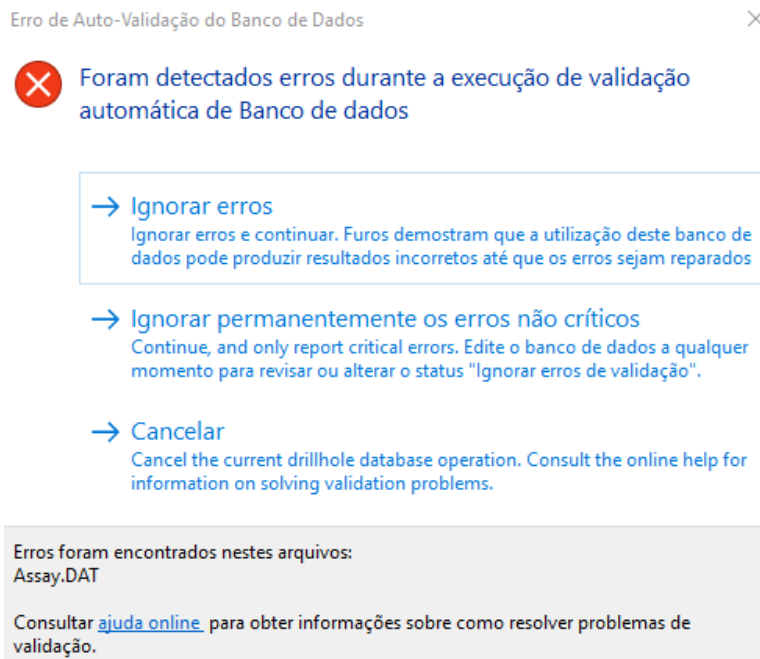 Erro de Auto-Validação do Banco de Dados
Foram detectados erros durante a execução de validação
automática de Banco de dados
Ignorar erros
Ignorar erros e continuar. Furos demostram que a utilização deste banco de
dados pode produzir resultados incorretos até que os erros sejam reparados
Ignorar permanentemente os erros não críticos
Continue, and only report critical errors. Edite o banco de dados a qualquer
momento para revisar ou alterar o status "Ignorar erros de validação".
Cancelar
Cancel the current drillhole database operation. Consult the online help for
information on solving validation problems.
Erros foram encontrados nestes arquivos:
Assay.DAT
Consultar ajuda online para obter informações sobre como resolver problemas de
validação.